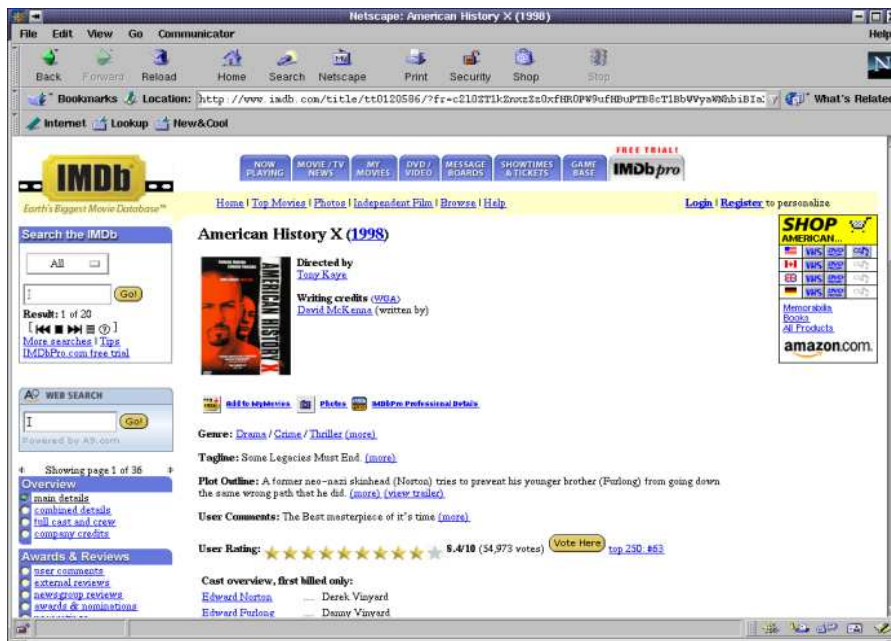 Netscape: American History X (1998)
File Edit View Go Communicator Help
Back Forward Reload Home Search Netscape Print Security Shop Stop
Bookmarks Location: What's Related
Internet Lookup New&Cool
FREE TRIAL!
NOW PLAYING MOVIE / TV NEWS MY MOVIES DVD / VIDEO MESSAGE BOARDS SHOWTIMES & TICKETS GAME BASE IMDbpro
IMDb
Earth's Biggest Movie Database™
Home | Top Movies | Photos | Independent Film | Browse | Help
Login | Register to personalize
Search the IMDb
All
Go!
Result: 1 of 20
More searches | Tips
IMDbPro.com free trial
A9 WEB SEARCH
Go!
Powered by A9.com
Showing page 1 of 36
Overview
main details
combined details
full cast and crew
company credits
Awards & Reviews
user comments
external reviews
newsgroup reviews
awards & nominations
American History X (1998)
AMERICAN HISTORY X
Directed by
Tony Kaye
Writing credits (WGA)
David McKenna (written by)
Add to MyMovies Photos IMDbPro Professional Details
Genre: Drama / Crime / Thriller (more)
Tagline: Some Legacies Must End. (more)
Plot Outline: A former neo-nazi skinhead (Norton) tries to prevent his younger brother (Furlong) from going down
the same wrong path that he did. (more) (view trailer)
User Comments: The Best masterpiece of it's time (more)
User Rating: 8.4/10 (54,973 votes) Vote Here top 250: #63
Cast overview, first billed only:
Edward Norton .... Derek Vinyard
Edward Furlong .... Danny Vinyard
SHOP
AMERICAN...
VHS DVD
VHS DVD
VHS DVD
VHS DVD
Memorabilia
Books
All Products
amazon.com.